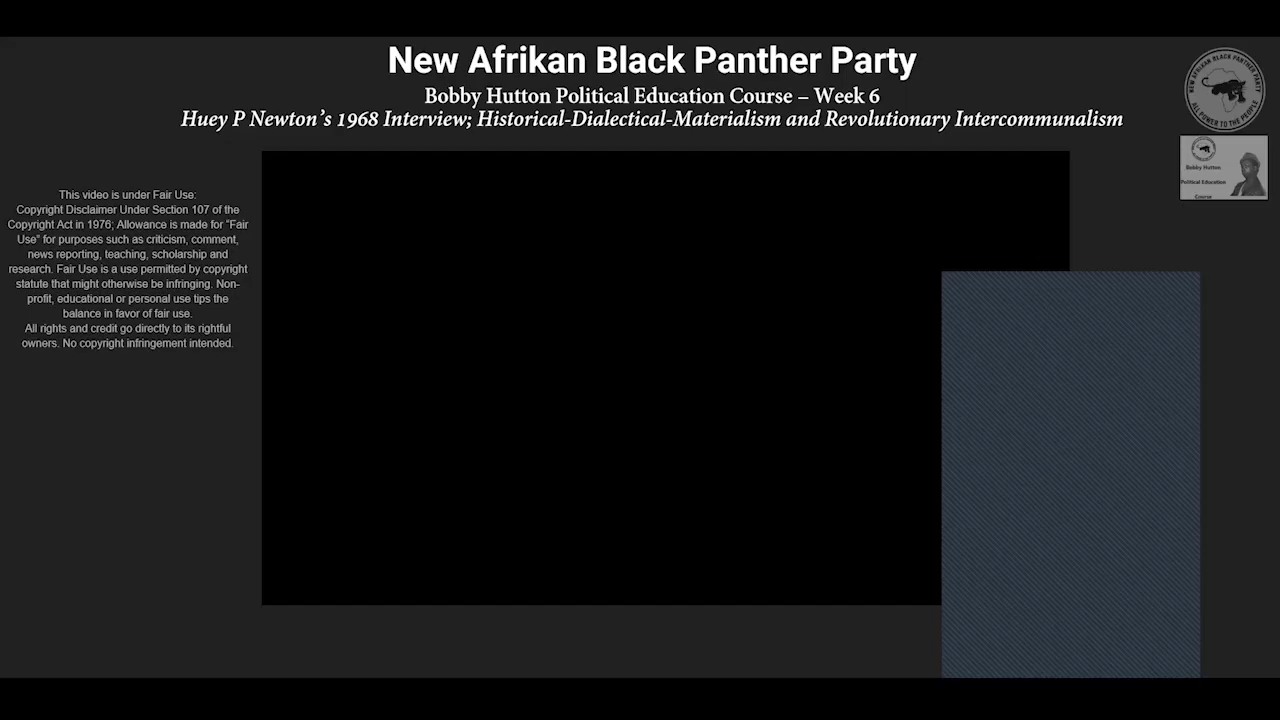 New Afrikan Black Panther Party
Bobby Hutton Political Education Course – Week 6
Huey P Newton's 1968 Interview; Historical-Dialectical-Materialism and Revolutionary Intercommunalism
NEW AFRIKAN BLACK PANTHER PARTY
ALL POWER TO THE PEOPLE
Bobby Hutton
Political Education
Course
This video is under Fair Use:
Copyright Disclaimer Under Section 107 of the
Copyright Act in 1976; Allowance is made for "Fair
Use" for purposes such as criticism, comment,
news reporting, teaching, scholarship and
research. Fair Use is a use permitted by copyright
statute that might otherwise be infringing. Non-
profit, educational or personal use tips the
balance in favor of fair use.
All rights and credit go directly to its rightful
owners. No copyright infringement intended.